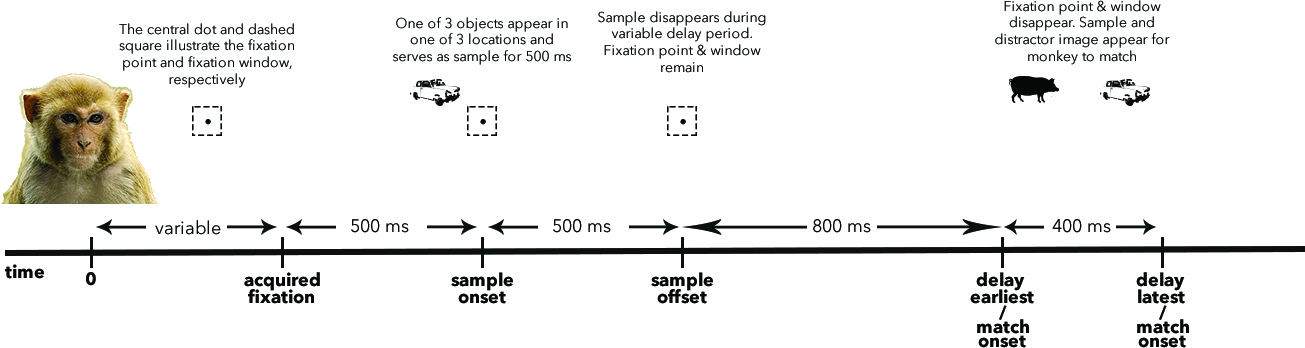 The central dot and dashed
square illustrate the fixation
point and fixation window,
respectively
One of 3 objects appear in
one of 3 locations and
serves as sample for 500 ms
Sample disappears during
variable delay period.
Fixation point & window
remain
Fixation point & window
disappear. Sample and
distractor image appear for
monkey to match
variable
500 ms
500 ms
800 ms
400 ms
time
0
acquired
fixation
sample
onset
sample
offset
delay
earliest
/
match
onset
delay
latest
/
match
onset